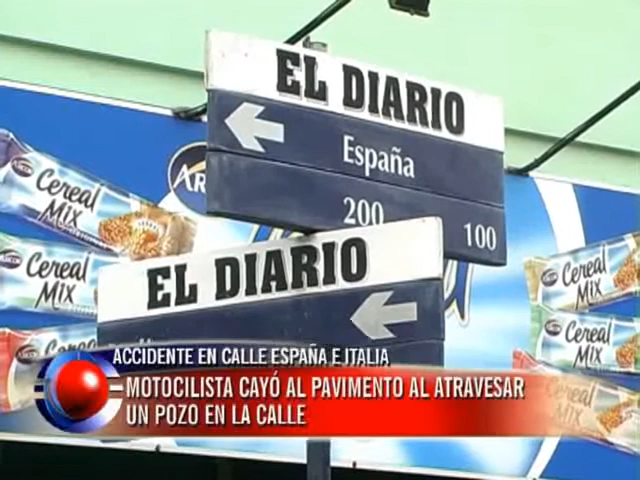 EL DIARIO
España
200
100
EL DIARIO
Cereal
Mix
Cereal
Mix
Cereal
Cereal
Mix
Cereal
Mix
Cereal
Mix
ACCIDENTE EN CALLE ESPAÑA E ITALIA
MOTOCILISTA CAYÓ AL PAVIMENTO AL ATRAVESAR
UN POZO EN LA CALLE